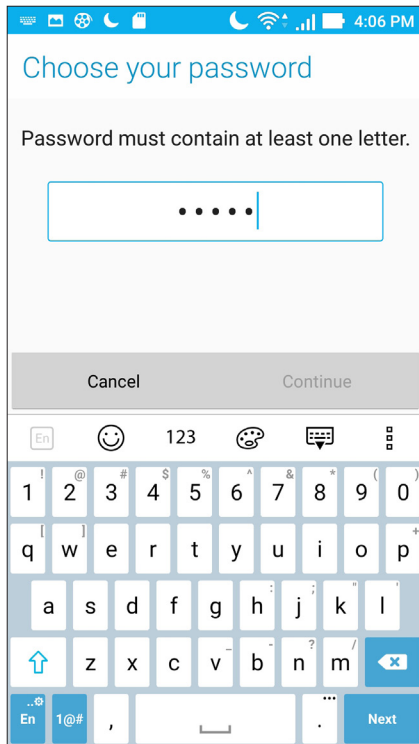 4:06 PM
Choose your password
Password must contain at least one letter.
•••••
Cancel Continue
En 123
! @ # $ % ^ & * ( )
1 2 3 4 5 6 7 8 9 0
[ ] +
q w e r t y u i o p
: ; " '
a s d f g h j k l
_ - ? /
z x c v b n m
En 1@# , . ... Next